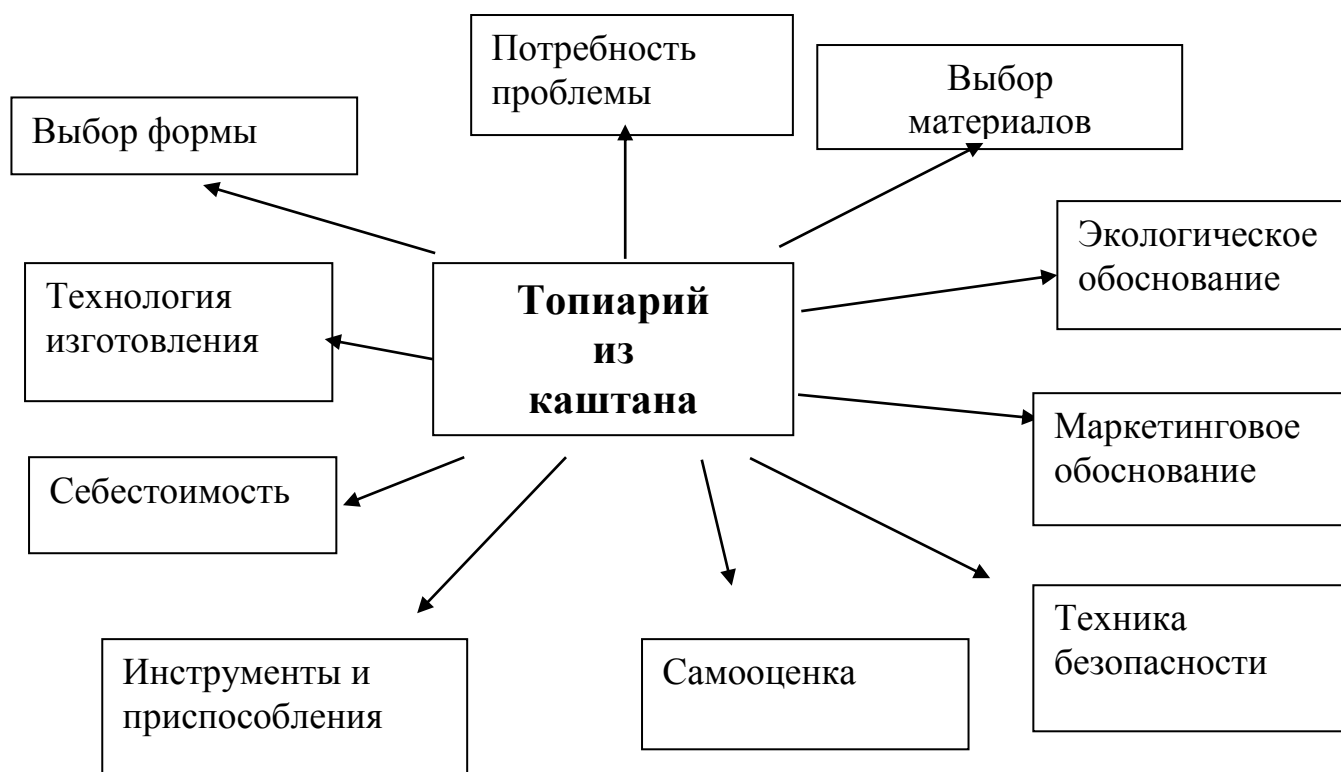 Потребность
проблемы
Выбор
материалов
Выбор формы
Экологическое
обоснование
Технология
изготовления
Топиарий
из
каштана
Маркетинговое
обоснование
Себестоимость
Техника
безопасности
Инструменты и
приспособления
Самооценка